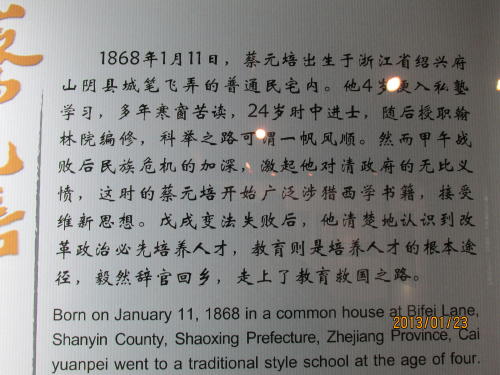 蔡元培
1868年1月11日，蔡元培出生于浙江省绍兴府
山阴县城笔飞弄的普通民宅内。他4岁便入私塾
学习，多年寒窗苦读，24岁时中进士，随后授职翰
林院编修，科举之路可谓一帆风顺。然而甲午战
败后民族危机的加深，激起他对清政府的无比义
愤，这时的蔡元培开始广泛涉猎西学书籍，接受
维新思想。戊戌变法失败后，他清楚地认识到改
革政治必先培养人才，教育则是培养人才的根本途
径，毅然辞官回乡，走上了教育救国之路。
Born on January 11, 1868 in a common house at Bifei Lane,
Shanyin County, Shaoxing Prefecture, Zhejiang Province, Cai
yuanpei went to a traditional style school at the age of four.
2013/01/23